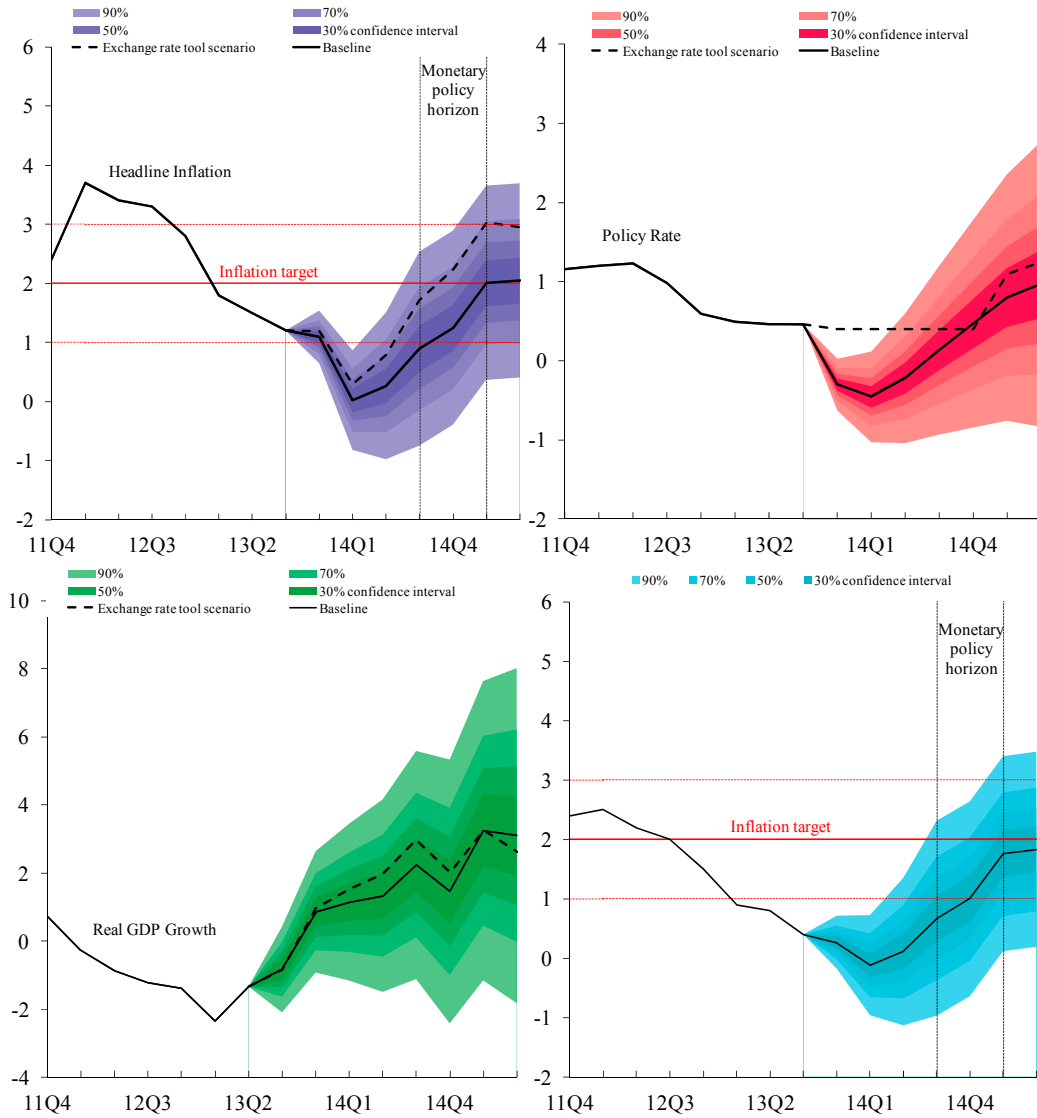 90% 70%
50% 30% confidence interval
Exchange rate tool scenario Baseline
Monetary
policy
horizon
Headline Inflation
Inflation target
6
5
4
3
2
1
0
-1
-2
11Q4 12Q3 13Q2 14Q1 14Q4
90% 70%
50% 30% confidence interval
Exchange rate tool scenario Baseline
Policy Rate
4
3
2
1
0
-1
-2
11Q4 12Q3 13Q2 14Q1 14Q4
90% 70%
50% 30% confidence interval
Exchange rate tool scenario Baseline
Real GDP Growth
10
8
6
4
2
0
-2
-4
11Q4 12Q3 13Q2 14Q1 14Q4
90% 70% 50% 30% confidence interval
Monetary
policy
horizon
Inflation target
6
5
4
3
2
1
0
-1
-2
11Q4 12Q3 13Q2 14Q1 14Q4